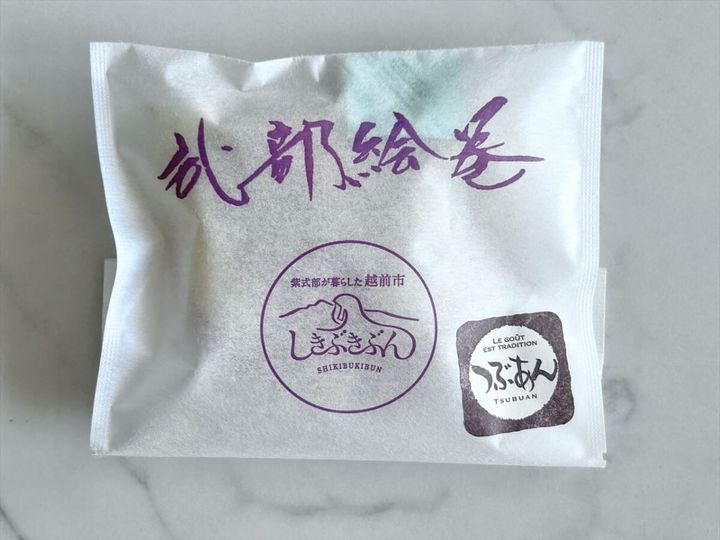 式部絵巻
紫式部が暮らした越前市
しきぶきぶん
SHIKIBUKIBUN
LE GOÛT
EST TRADITION
つぶあん
TSUBUAN